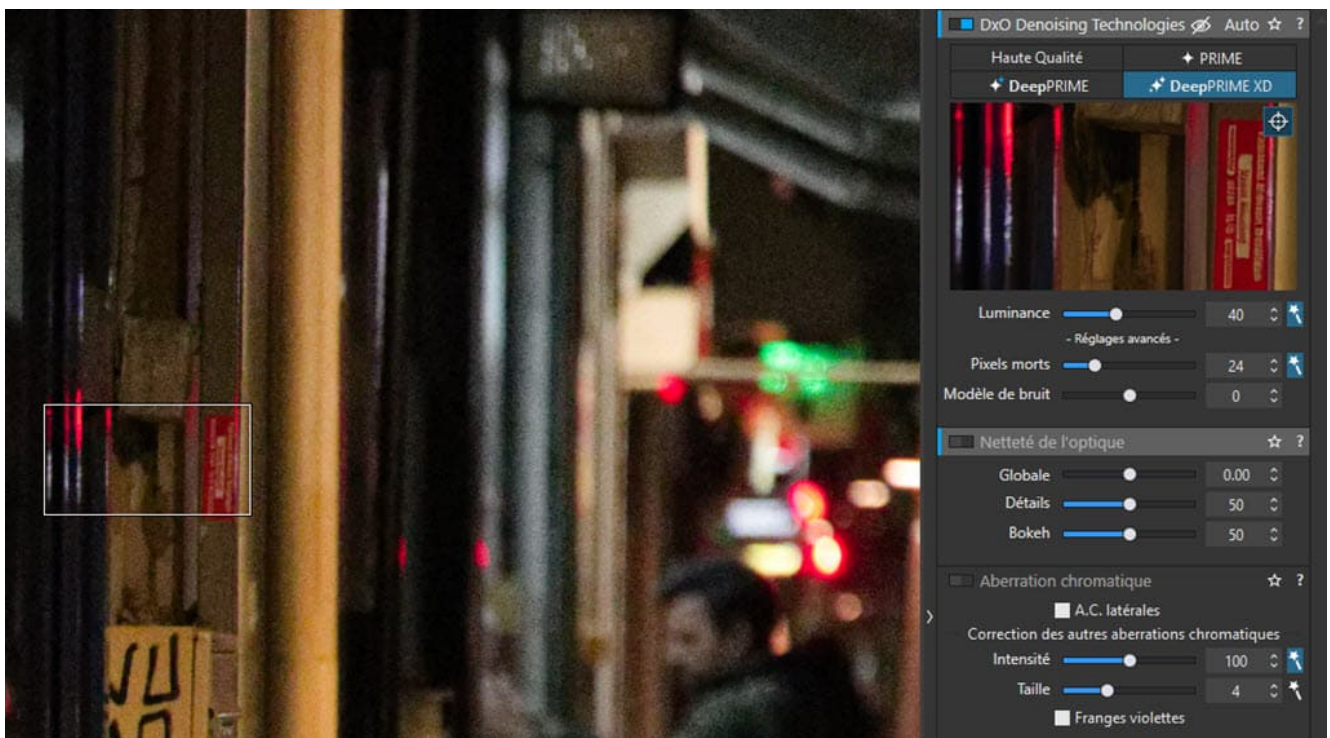 DxO Denoising Technologies Auto ?
Haute Qualité PRIME
DeepPRIME DeepPRIME XD
Luminance 40
- Réglages avancés -
Pixels morts 24
Modèle de bruit 0
Netteté de l'optique ?
Globale 0.00
Détails 50
Bokeh 50
Aberration chromatique ?
A.C. latérales
Correction des autres aberrations chromatiques
Intensité 100
Taille 4
Franges violettes